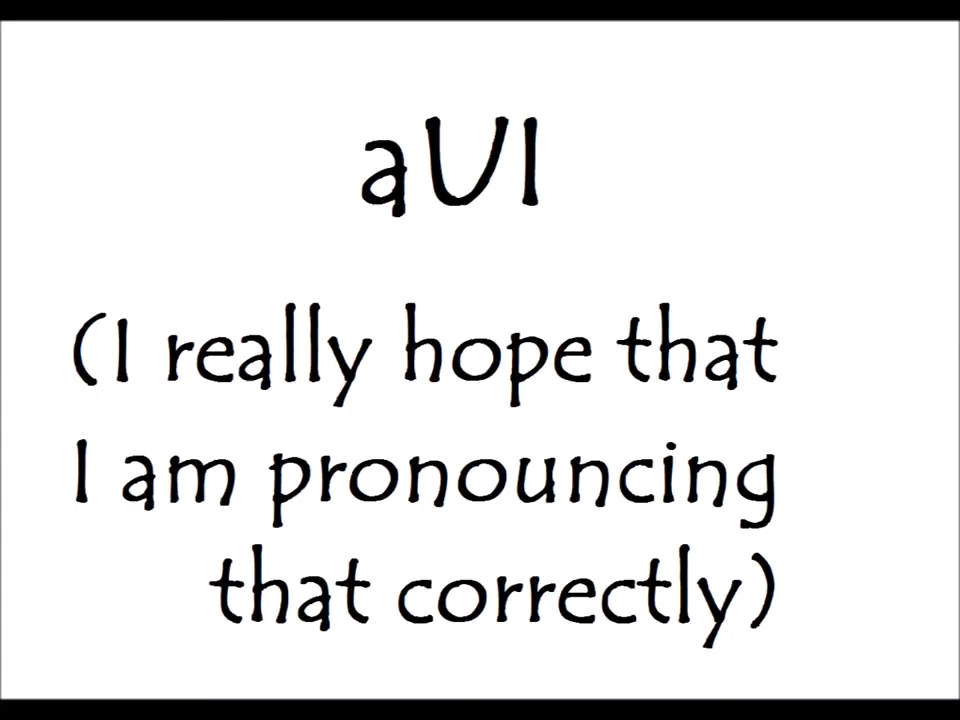 aUI
(I really hope that
I am pronouncing
that correctly)